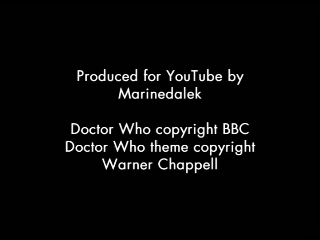 Produced for YouTube by
Marinedalek
Doctor Who copyright BBC
Doctor Who theme copyright
Warner Chappell